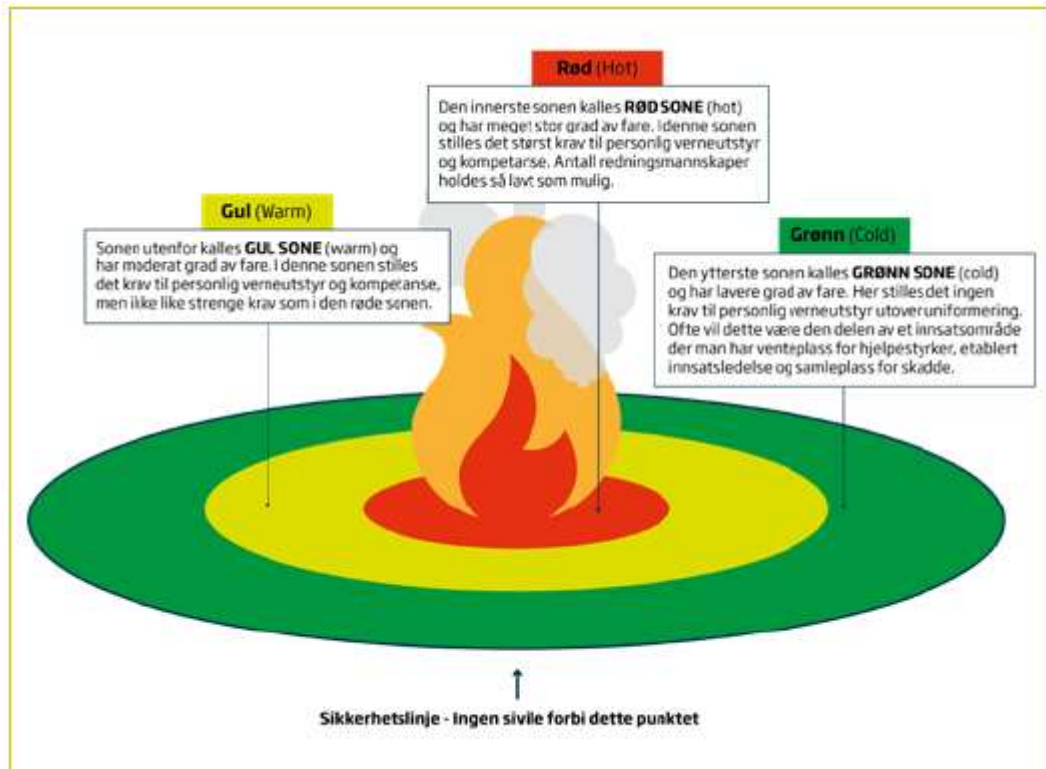 Rød (Hot)
Den innerste sonen kalles RØD SONE (hot)
og har meget stor grad av fare. I denne sonen
stilles det størst krav til personlig verneutstyr
og kompetanse. Antall redningsmannskaper
holdes så lavt som mulig.
Gul (Warm)
Sonen utenfor kalles GUL SONE (warm) og
har moderat grad av fare. I denne sonen stilles
det krav til personlig verneutstyr og kompetanse,
men ikke like strenge krav som i den røde sonen.
Grønn (Cold)
Den ytterste sonen kalles GRØNN SONE (cold)
og har lavere grad av fare. Her stilles det ingen
krav til personlig verneutstyr utover uniformering.
Ofte vil dette være den delen av et innsatsområde
der man har venteplass for hjelpestyrker, etablert
innsatsledelse og samleplass for skadde.
Sikkerhetslinje - Ingen sivile forbi dette punktet